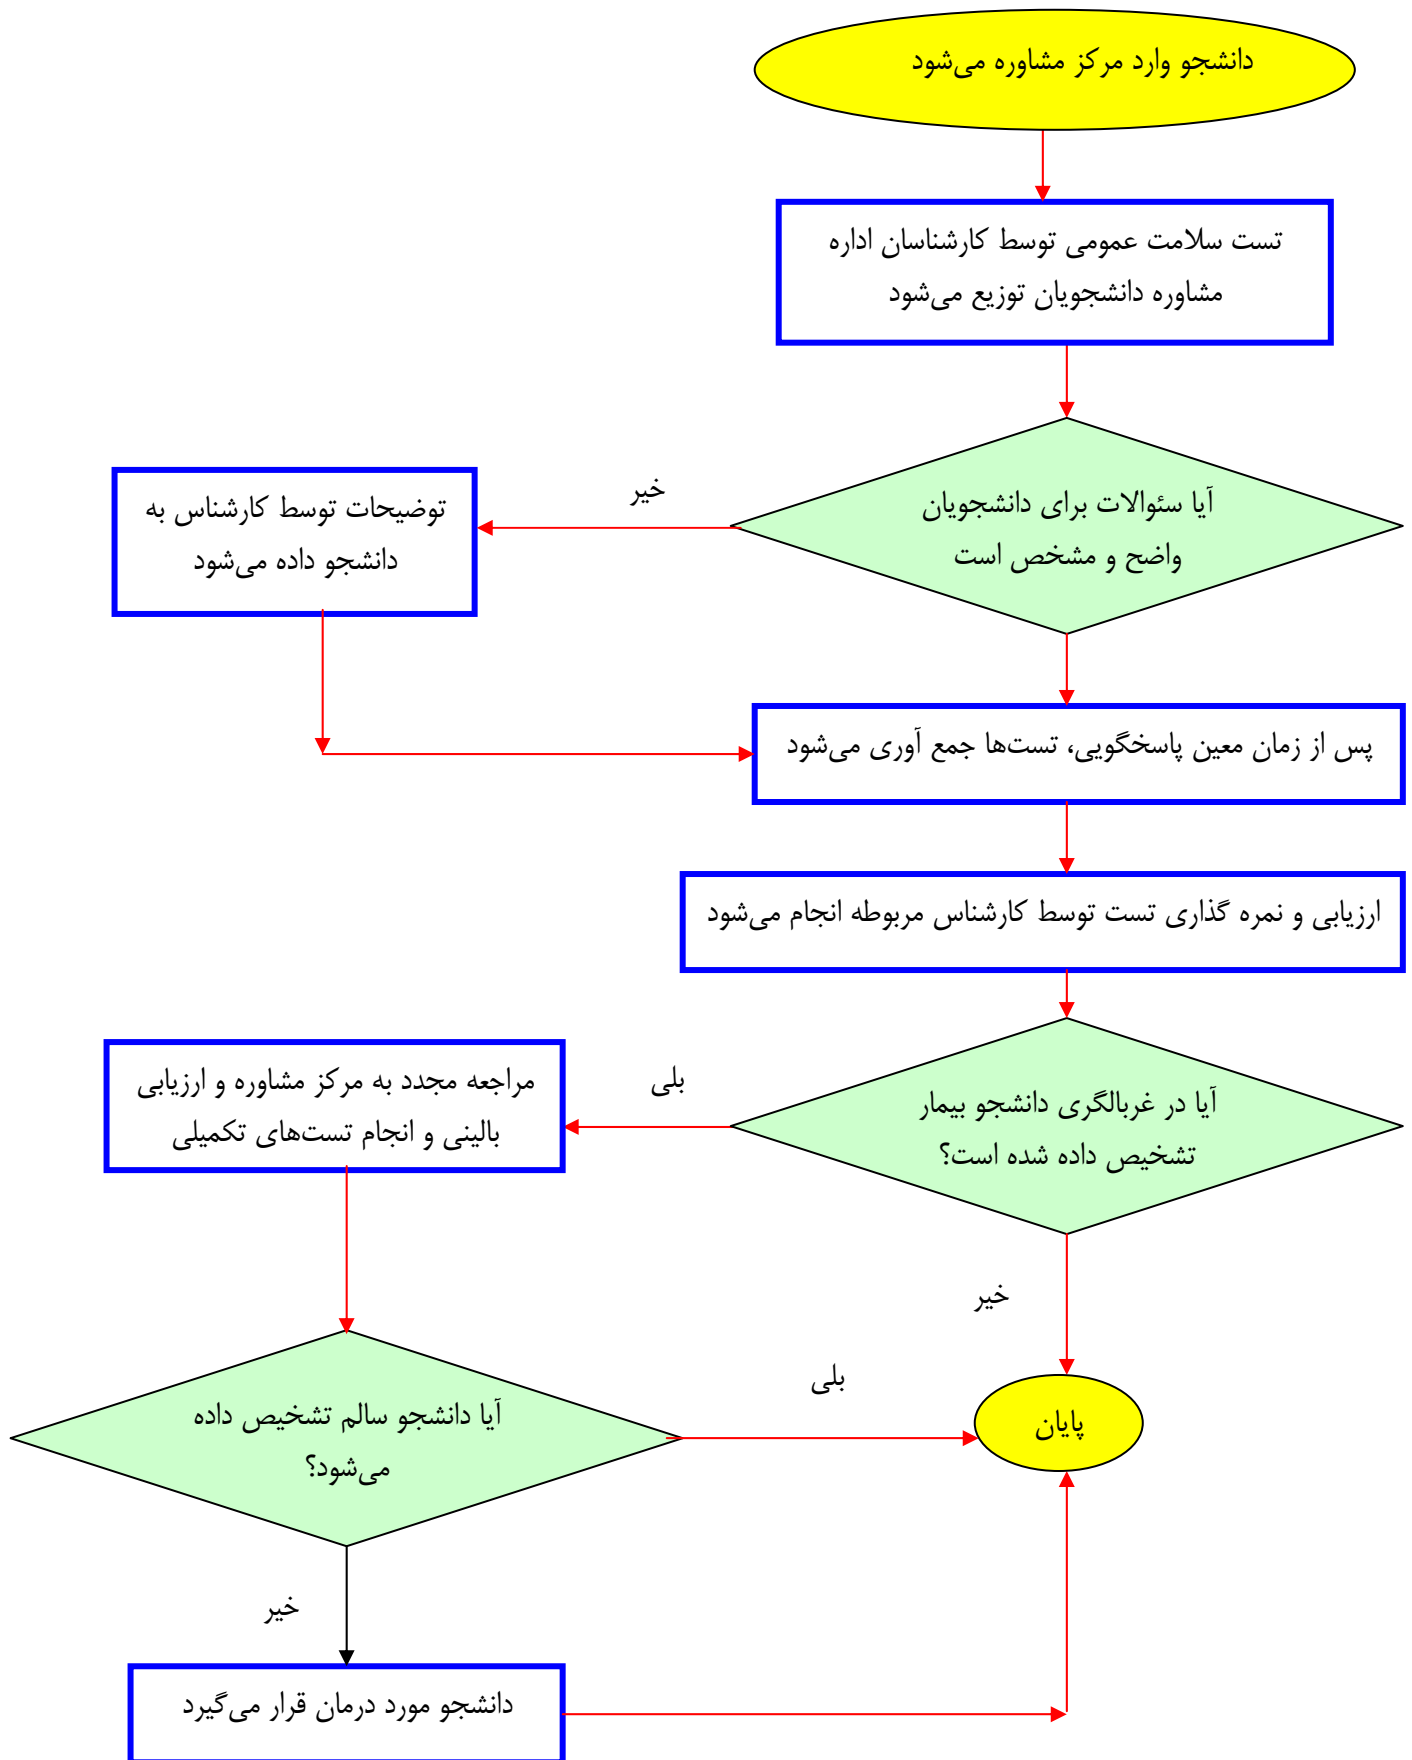 دانشجو وارد مرکز مشاوره می‌شود
تست سلامت عمومی توسط کارشناسان اداره
مشاوره دانشجویان توزیع می‌شود
آیا سئوالات برای دانشجویان
واضح و مشخص است
خیر
توضیحات توسط کارشناس به
دانشجو داده می‌شود
پس از زمان معین پاسخگویی، تست‌ها جمع آوری می‌شود
ارزیابی و نمره گذاری تست توسط کارشناس مربوطه انجام می‌شود
آیا در غربالگری دانشجو بیمار
تشخیص داده شده است؟
بلی
مراجعه مجدد به مرکز مشاوره و ارزیابی
بالینی و انجام تست‌های تکمیلی
خیر
آیا دانشجو سالم تشخیص داده
می‌شود؟
بلی
پایان
خیر
دانشجو مورد درمان قرار می‌گیرد